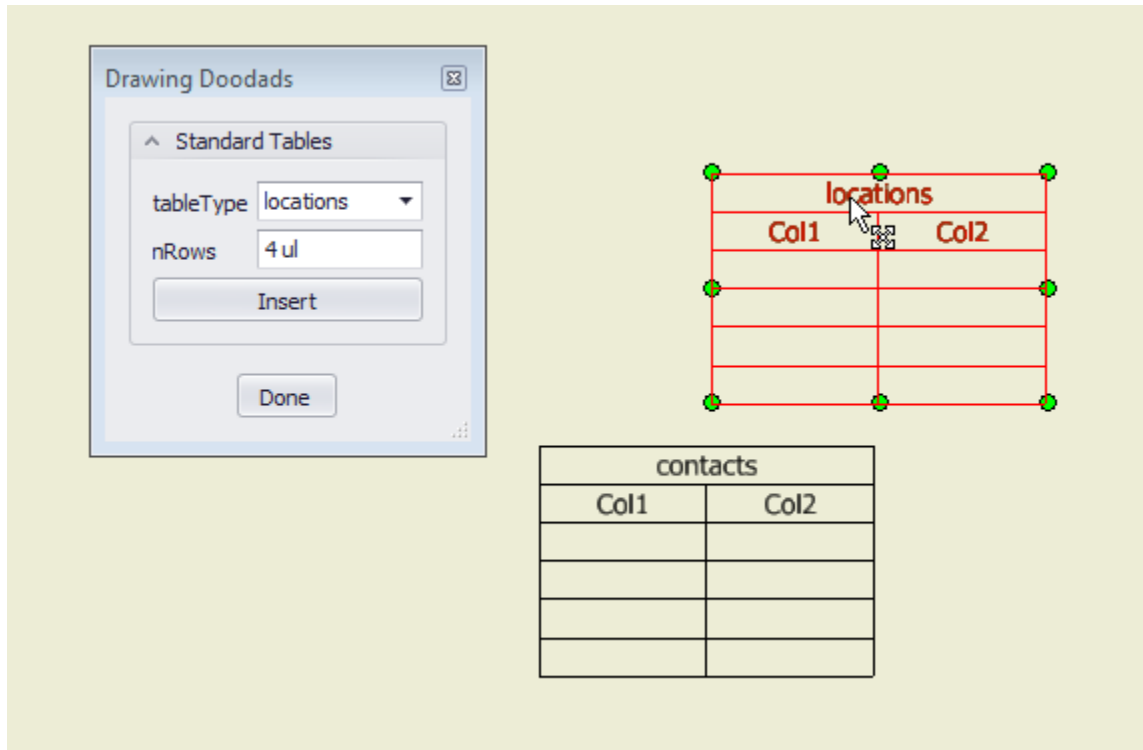 Drawing Doodads
Standard Tables
tableType locations
nRows 4 ul
Insert
Done
locations
Col1 Col2
contacts
Col1 Col2